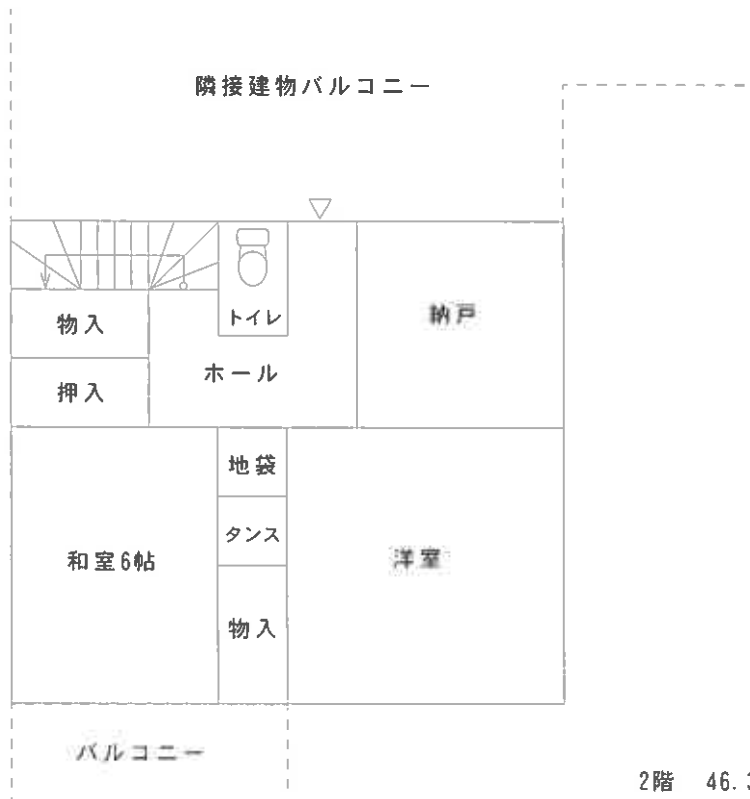 隣接建物バルコニー
トイレ
納戸
物入
ホール
押入
地袋
タンス
和室6帖
洋室
物入
バルコニー
2階 46.3